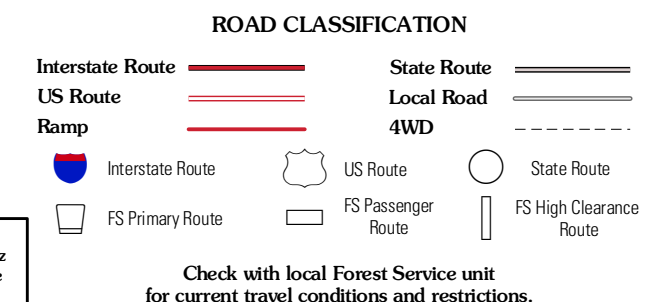 ROAD CLASSIFICATION
Interstate Route
State Route
US Route
Local Road
Ramp
4WD
Interstate Route
US Route
State Route
FS Primary Route
FS Passenger
Route
FS High Clearance
Route
z
e
Check with local Forest Service unit
for current travel conditions and restrictions.